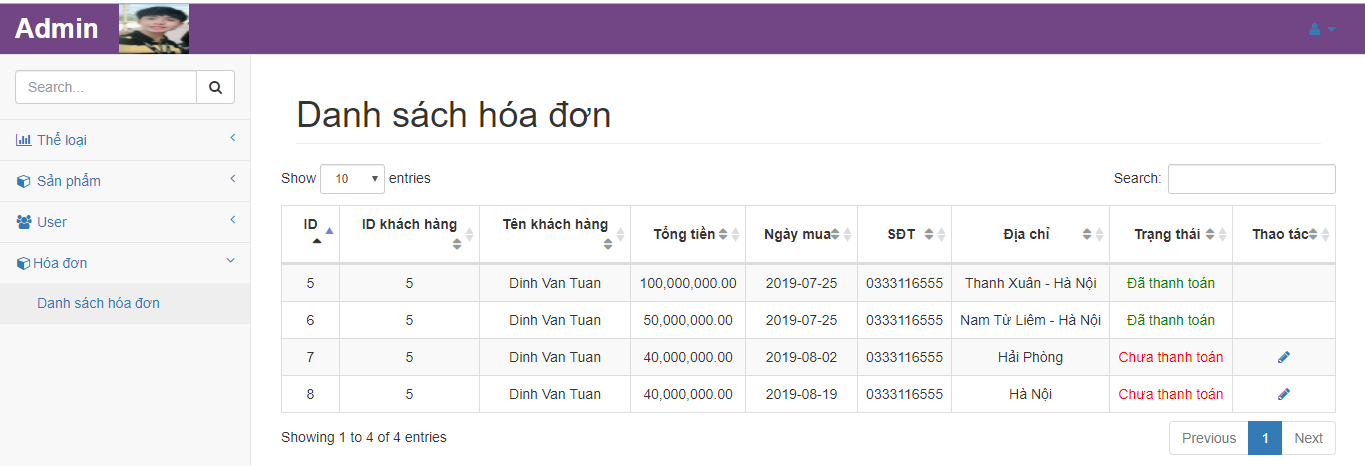 Admin
Search...
Thể loại
Sản phẩm
User
Hóa đơn
Danh sách hóa đơn
Danh sách hóa đơn
Show 10 entries
Search:
ID ID khách hàng Tên khách hàng Tổng tiền Ngày mua SĐT Địa chỉ Trạng thái Thao tác
5 5 Dinh Van Tuan 100,000,000.00 2019-07-25 0333116555 Thanh Xuân - Hà Nội Đã thanh toán
6 5 Dinh Van Tuan 50,000,000.00 2019-07-25 0333116555 Nam Từ Liêm - Hà Nội Đã thanh toán
7 5 Dinh Van Tuan 40,000,000.00 2019-08-02 0333116555 Hải Phòng Chưa thanh toán
8 5 Dinh Van Tuan 40,000,000.00 2019-08-19 0333116555 Hà Nội Chưa thanh toán
Showing 1 to 4 of 4 entries
Previous 1 Next